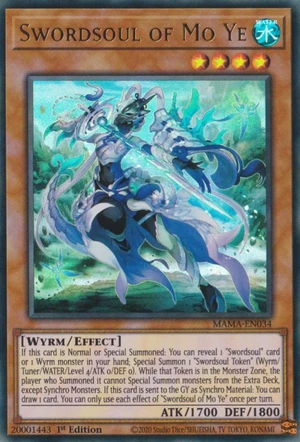 SWORDSOUL OF MO YE
WATER
水
MAMA-EN034
[WYRM/EFFECT]
If this card is Normal or Special Summoned: You can reveal 1 "Swordsoul" card
or 1 Wyrm monster in your hand; Special Summon 1 "Swordsoul Token" (Wyrm/
Tuner/WATER/Level 4/ATK 0/DEF 0). While that Token is in the Monster Zone, the
player who Summoned it cannot Special Summon monsters from the Extra Deck,
except Synchro Monsters. If this card is sent to the GY as Synchro Material: You can
draw 1 card. You can only use each effect of "Swordsoul of Mo Ye" once per turn.
ATK/1700 DEF/1800
20001443 1st Edition ©2020 Studio Dice/SHUEISHA, TV TOKYO, KONAMI